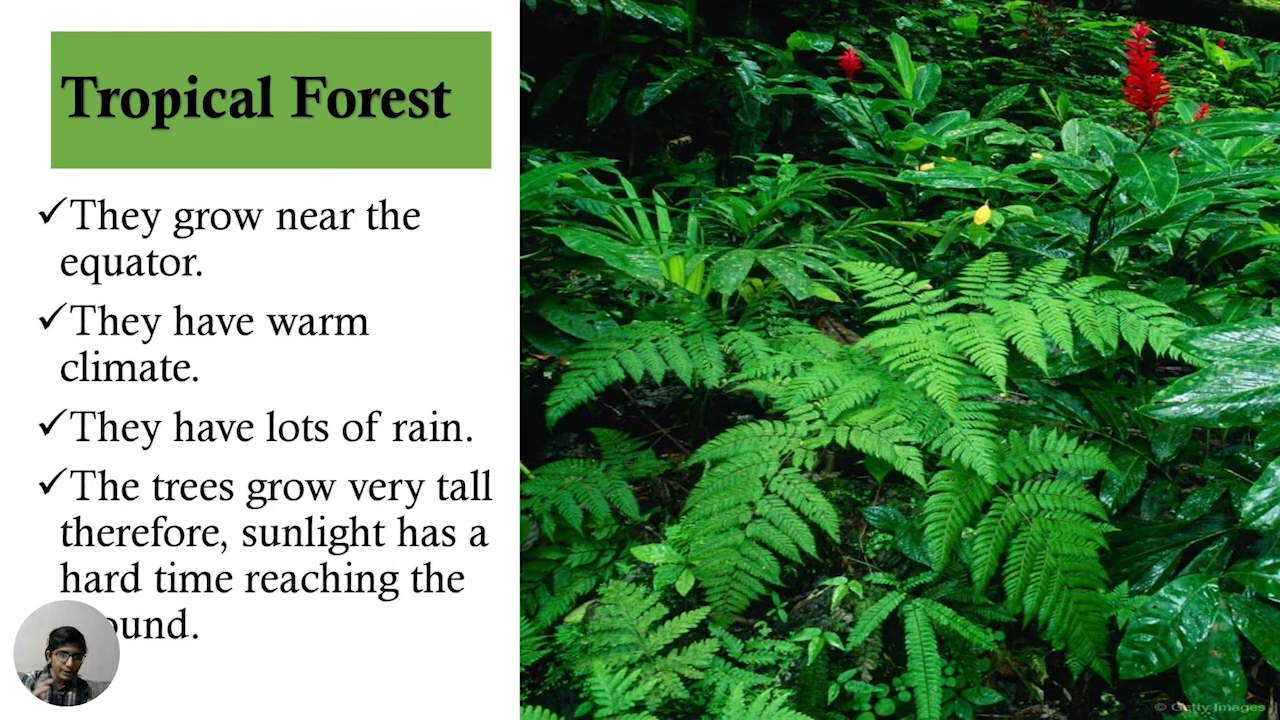 Tropical Forest
✓They grow near the
equator.
✓They have warm
climate.
✓They have lots of rain.
✓The trees grow very tall
therefore, sunlight has a
hard time reaching the
© Getty Images